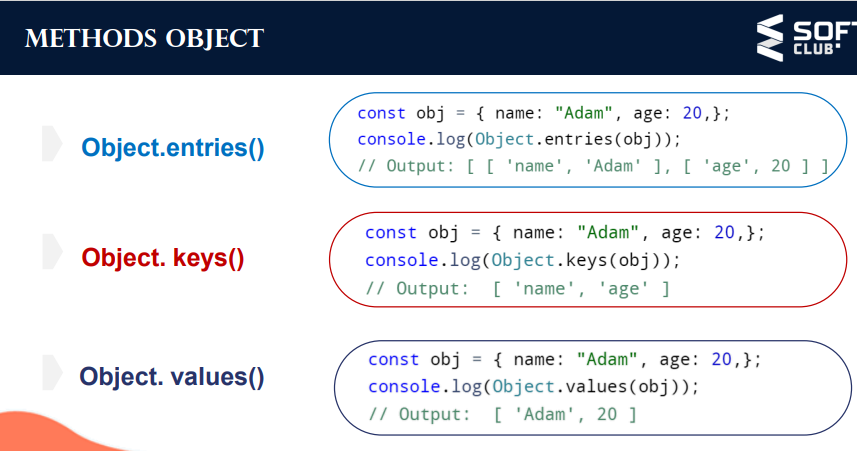 METHODS OBJECT
SOFT
CLUB
Object.entries()
const obj = { name: "Adam", age: 20,};
console.log(Object.entries(obj));
// Output: [ [ 'name', 'Adam' ], [ 'age', 20 ] ]
Object. keys()
const obj = { name: "Adam", age: 20,};
console.log(Object.keys(obj));
// Output:  [ 'name', 'age' ]
Object. values()
const obj = { name: "Adam", age: 20,};
console.log(Object.values(obj));
// Output:  [ 'Adam', 20 ]